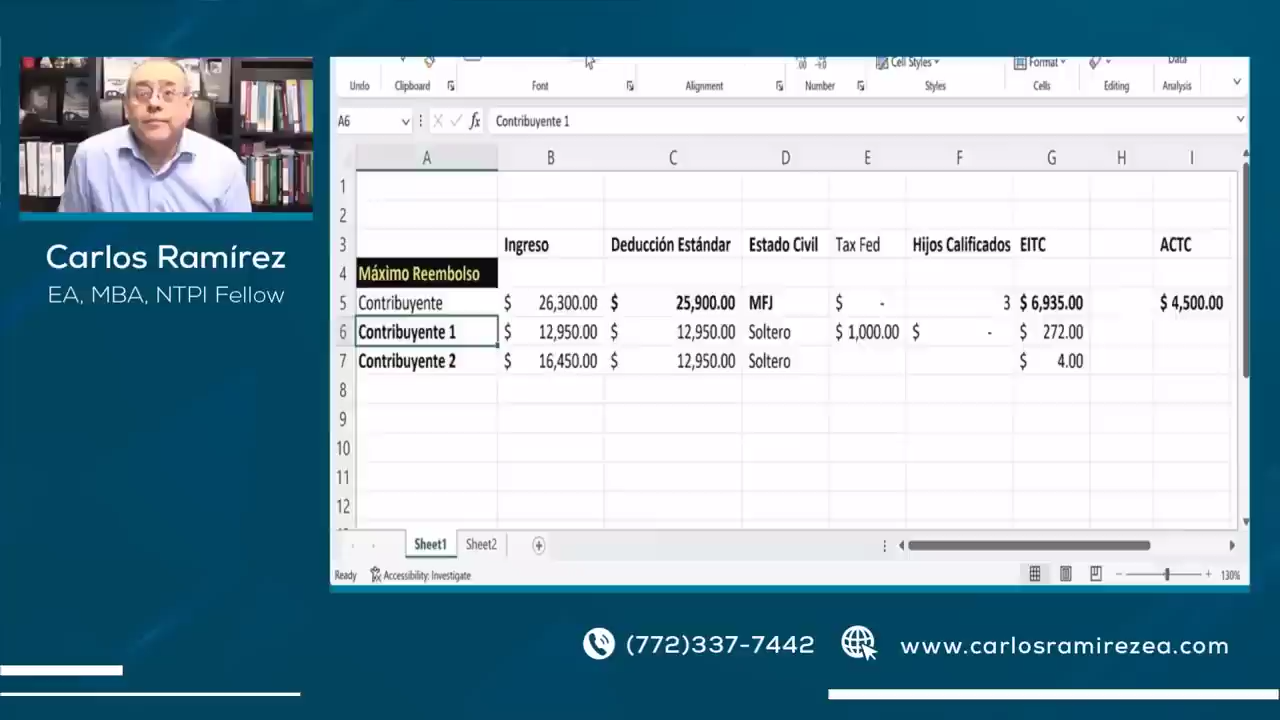 Undo Clipboard Font Alignment Number Cell Styles Styles Format Cells Editing Data Analysis
A6 fx Contribuyente 1
A B C D E F G H I
1
2
3 Ingreso Deducción Estándar Estado Civil Tax Fed Hijos Calificados EITC ACTC
4 Máximo Reembolso
5 Contribuyente $ 26,300.00 $ 25,900.00 MFJ $ - 3 $ 6,935.00 $ 4,500.00
6 Contribuyente 1 $ 12,950.00 $ 12,950.00 Soltero $ 1,000.00 $ - $ 272.00
7 Contribuyente 2 $ 16,450.00 $ 12,950.00 Soltero $ 4.00
8
9
10
11
12
Sheet1 Sheet2
Ready Accessibility: Investigate 130%
Carlos Ramírez
EA, MBA, NTPI Fellow
(772)337-7442 www.carlosramirezea.com